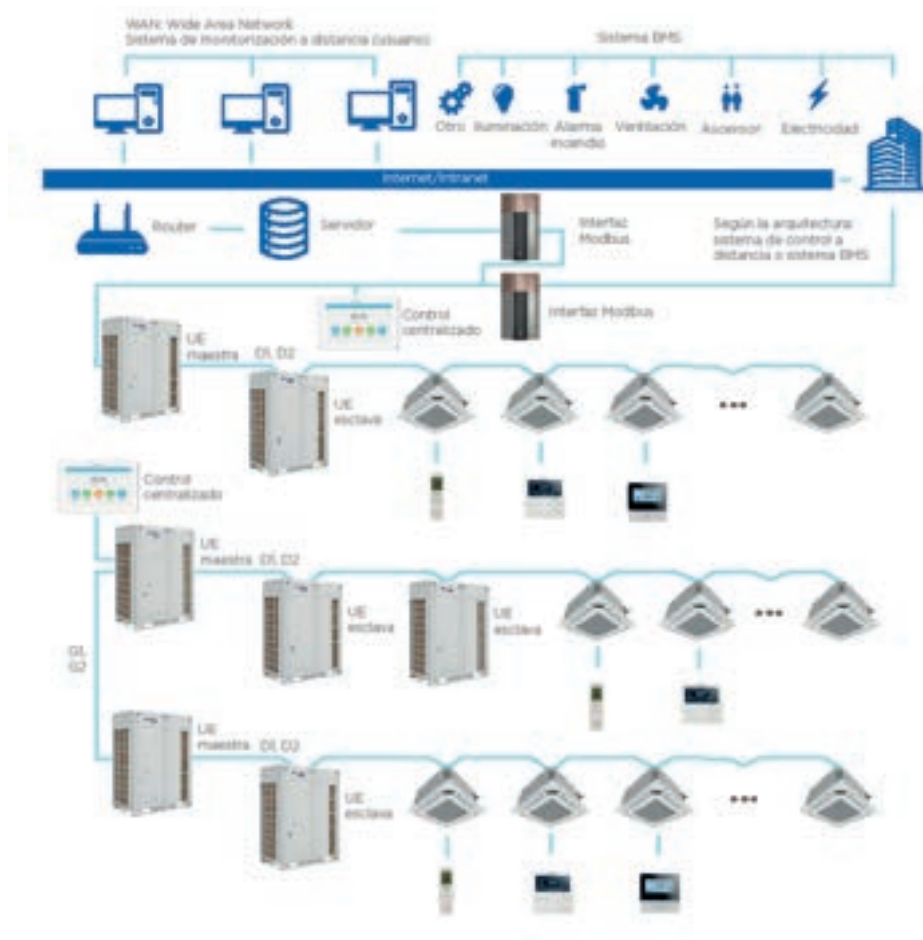 WAN: Wide Area Network
Sistema de monitorización a distancia (usuario)
Sistema BMS
Otro
Iluminación
Alarma
incendio
Ventilación
Ascensor
Electricidad
Internet/Intranet
Router
Servidor
Interfaz
Modbus
Según la arquitectura:
sistema de control a
distancia o sistema BMS
Control
centralizado
Interfaz Modbus
UE
maestra
D1, D2
UE
esclava
Control
centralizado
UE
maestra
D1, D2
UE
esclava
UE
esclava
G1,
G2
UE
maestra
D1, D2
UE
esclava